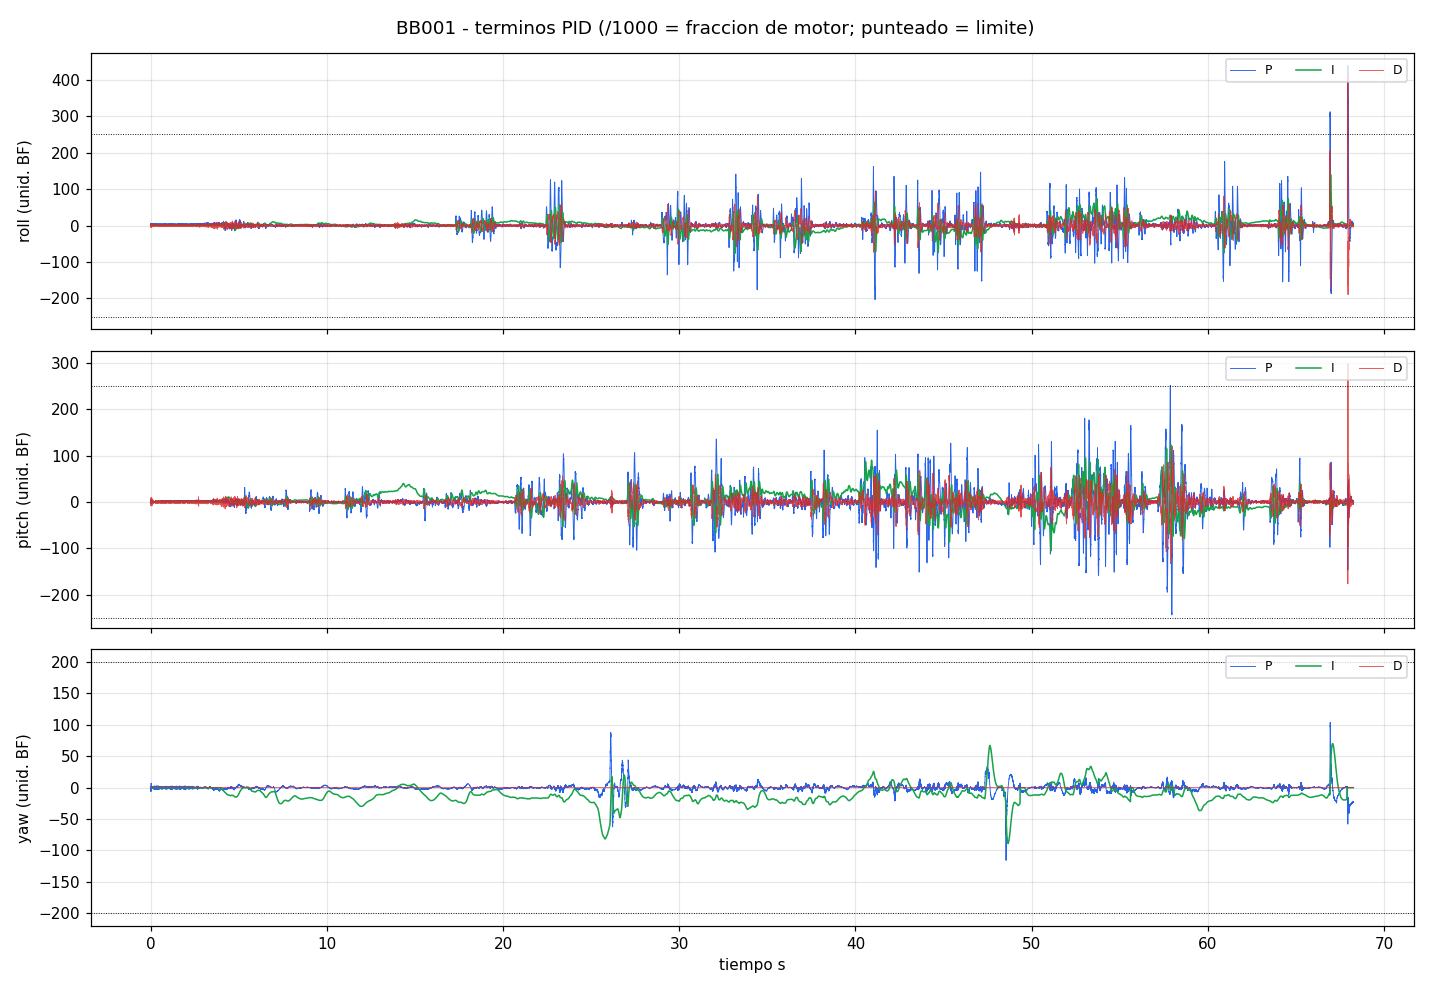 BB001 - terminos PID (/1000 = fraccion de motor; punteado = limite)
P I D
400
300
200
100
0
−100
−200
roll (unid. BF)
P I D
300
200
100
0
−100
−200
pitch (unid. BF)
P I D
200
150
100
50
0
−50
−100
−150
−200
yaw (unid. BF)
0 10 20 30 40 50 60 70
tiempo s